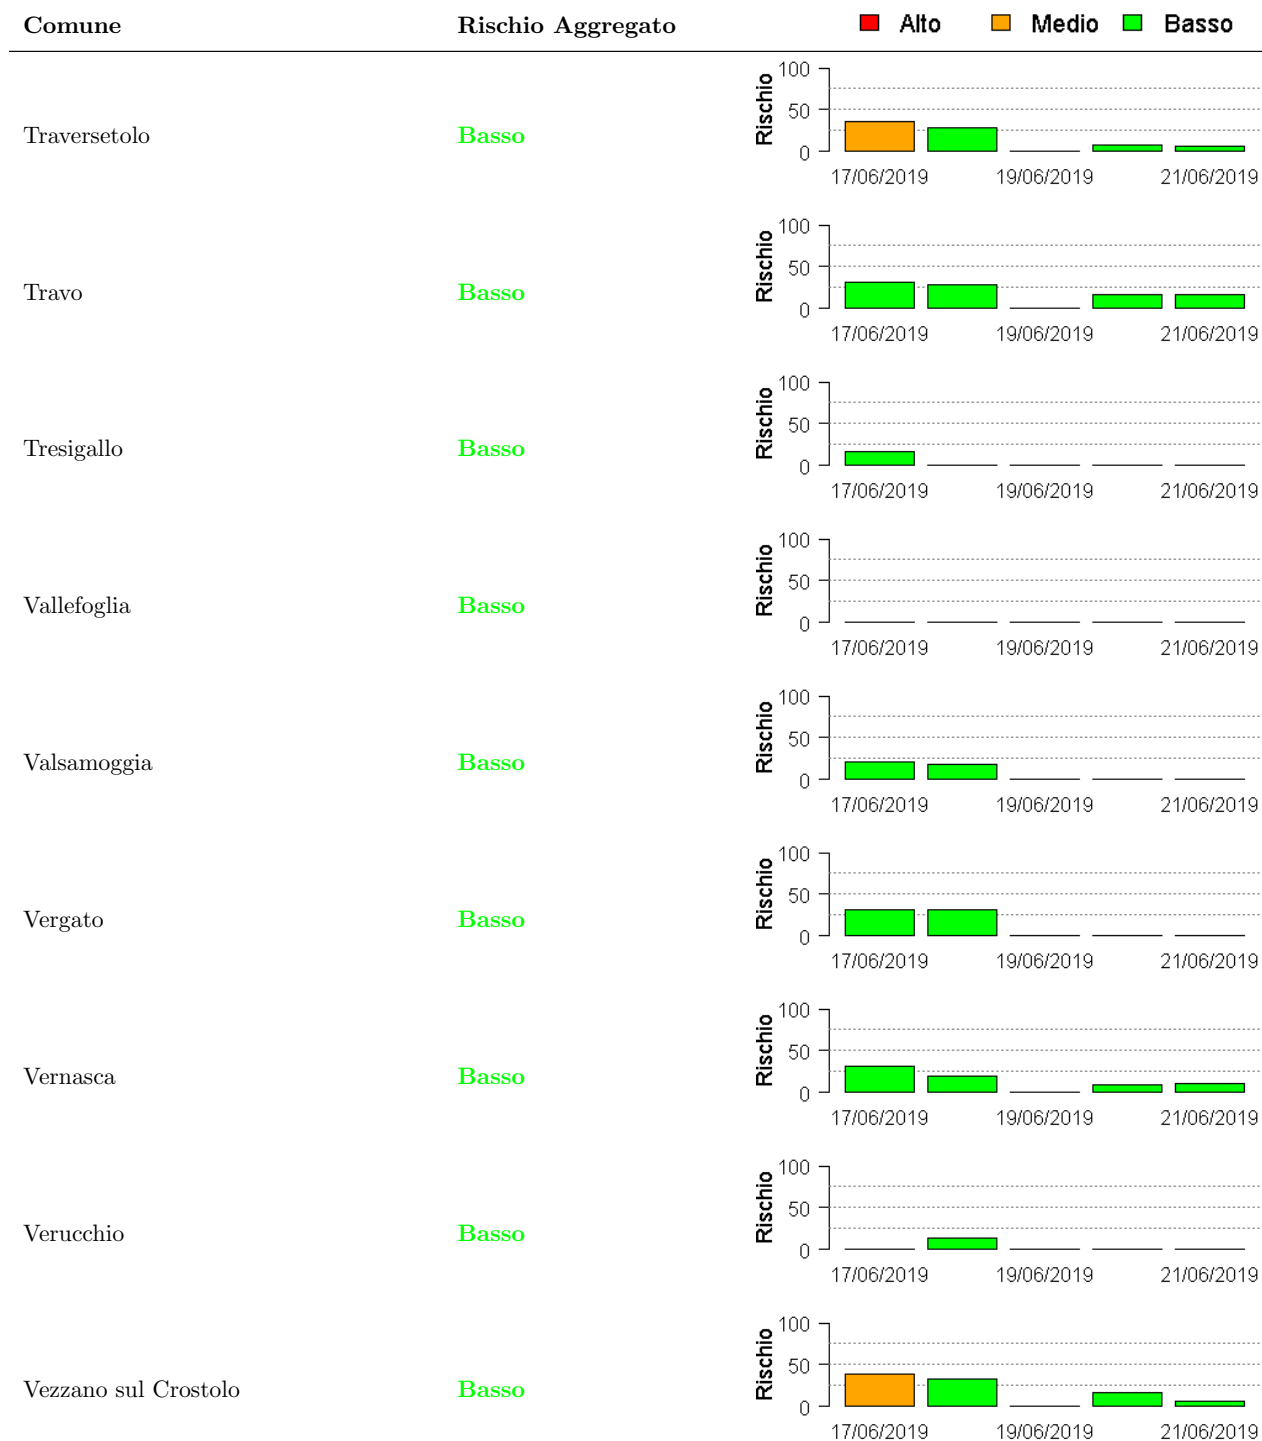 Comune Rischio Aggregato Alto Medio Basso
Traversetolo Basso Rischio 100 50 0
17/06/2019 19/06/2019 21/06/2019
Travo Basso Rischio 100 50 0
17/06/2019 19/06/2019 21/06/2019
Tresigallo Basso Rischio 100 50 0
17/06/2019 19/06/2019 21/06/2019
Vallefoglia Basso Rischio 100 50 0
17/06/2019 19/06/2019 21/06/2019
Valsamoggia Basso Rischio 100 50 0
17/06/2019 19/06/2019 21/06/2019
Vergato Basso Rischio 100 50 0
17/06/2019 19/06/2019 21/06/2019
Vernasca Basso Rischio 100 50 0
17/06/2019 19/06/2019 21/06/2019
Verucchio Basso Rischio 100 50 0
17/06/2019 19/06/2019 21/06/2019
Vezzano sul Crostolo Basso Rischio 100 50 0
17/06/2019 19/06/2019 21/06/2019